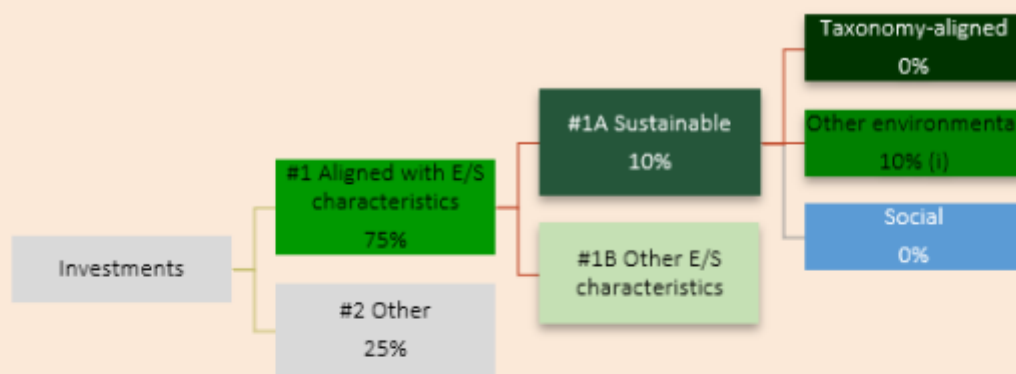 Investments
#1 Aligned with E/S
characteristics
75%
#2 Other
25%
#1A Sustainable
10%
#1B Other E/S
characteristics
Taxonomy-aligned
0%
Other environmenta
10% (i)
Social
0%